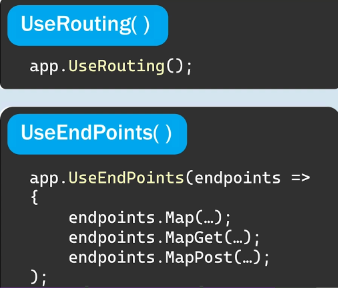 UseRouting( )
app.UseRouting();
UseEndPoints( )
app.UseEndPoints(endpoints =>
{
endpoints.Map(…);
endpoints.MapGet(…);
endpoints.MapPost(…);
);